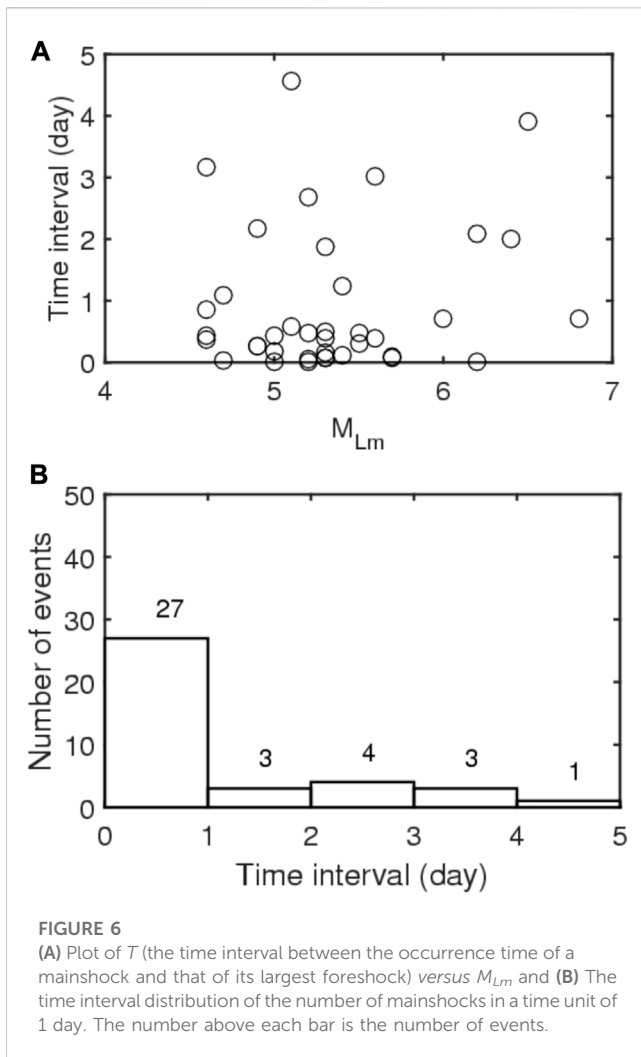 A
5
4
3
2
1
0
Time interval (day)
4 5 6 7
M_Lm
B
50
40
30
20
10
0
Number of events
27
3
4
3
1
0 1 2 3 4 5
Time interval (day)
FIGURE 6
(A) Plot of T (the time interval between the occurrence time of a
mainshock and that of its largest foreshock) versus M_Lm and (B) The
time interval distribution of the number of mainshocks in a time unit of
1 day. The number above each bar is the number of events.